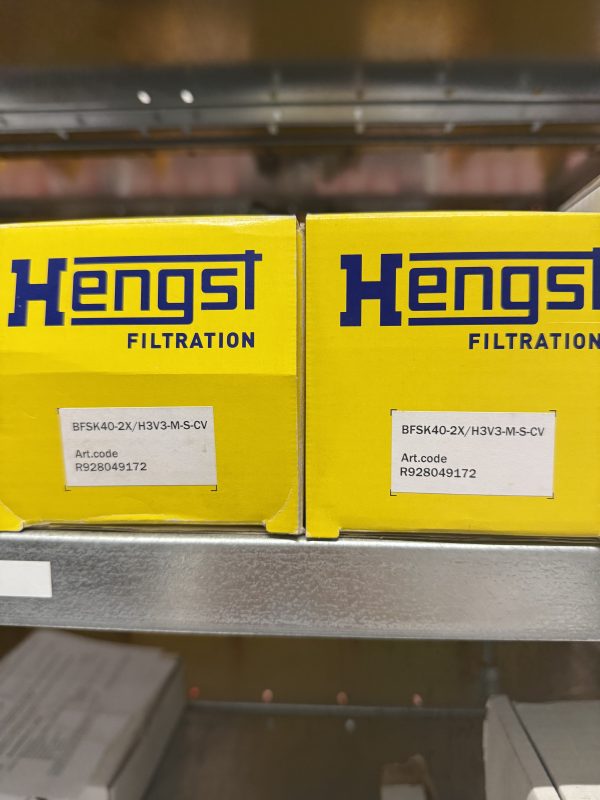 Hengst
FILTRATION
BFSK40-2X/H3V3-M-S-CV
Art.code
R928049172
Hengst
FILTRATION
BFSK40-2X/H3V3-M-S-CV
Art.code
R928049172